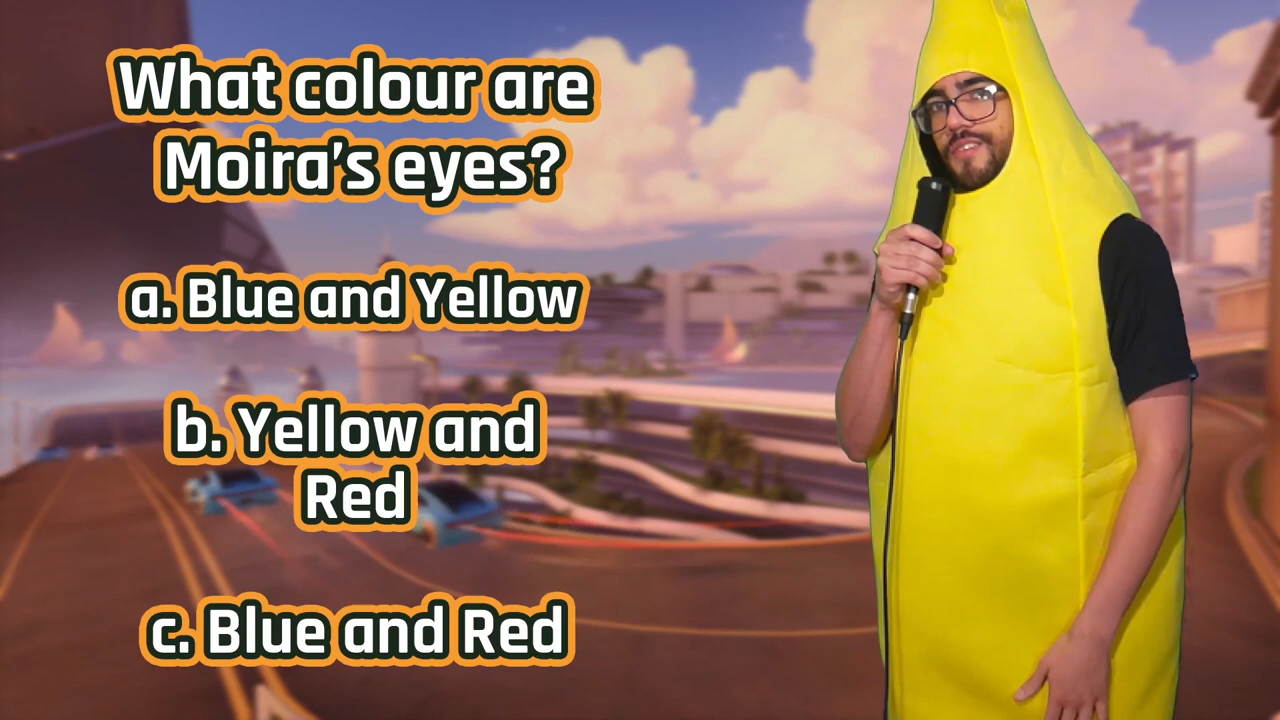 What colour are
Moira's eyes?
a. Blue and Yellow
b. Yellow and
Red
c. Blue and Red